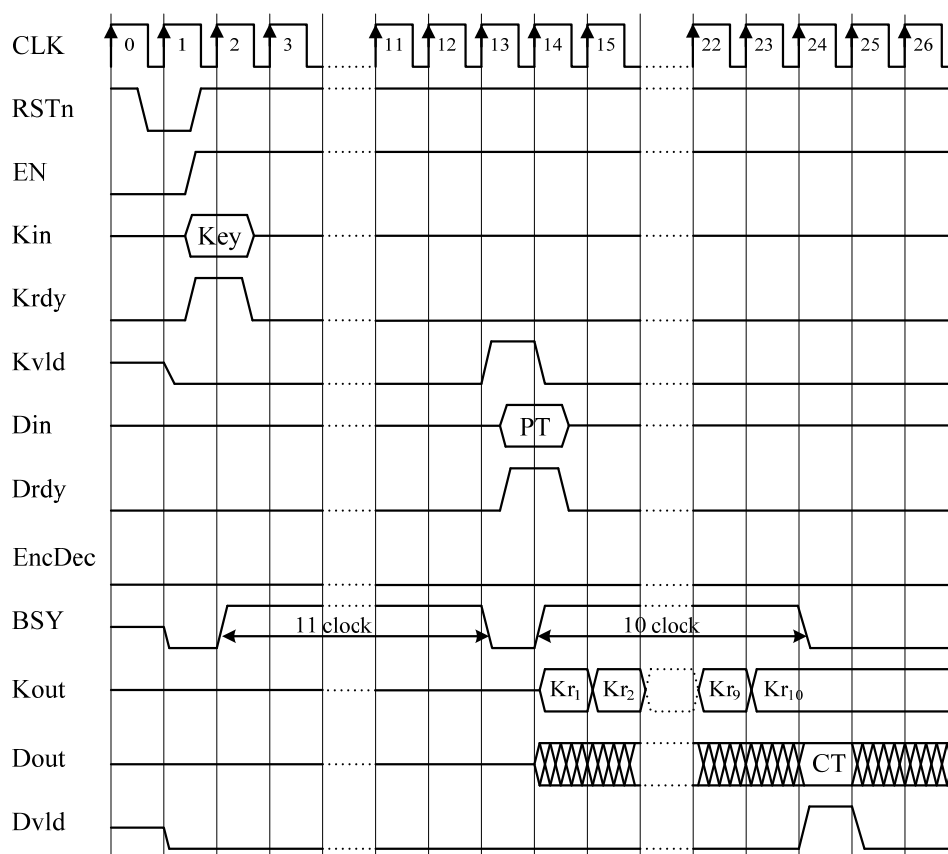 CLK 0 1 2 3 11 12 13 14 15 22 23 24 25 26
RSTn
EN
Kin Key
Krdy
Kvld
Din PT
Drdy
EncDec
BSY 11 clock 10 clock
Kout Kr₁ Kr₂ Kr₉ Kr₁₀
Dout CT
Dvld